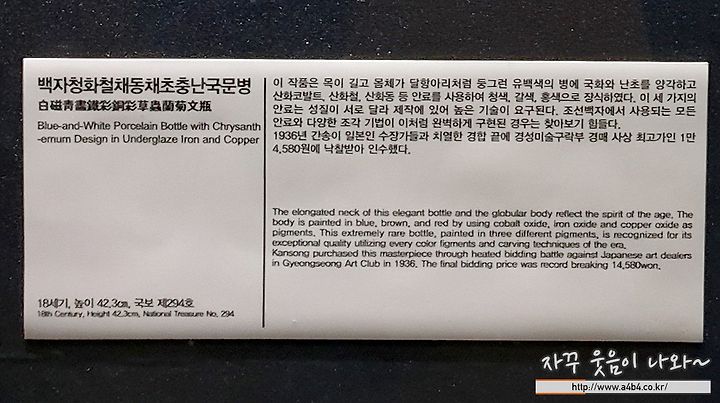 백자청화철채동채초충난국문병
白磁靑畵鐵彩銅彩草蟲蘭菊文瓶
Blue-and-White Porcelain Bottle with Chrysanth
-emum Design in Underglaze Iron and Copper
18세기, 높이 42.3cm, 국보 제294호
18th Century, Height 42.3cm, National Treasure No. 294
이 작품은 목이 길고 몸체가 달항아리처럼 둥그런 유백색의 병에 국화와 난초를 양각하고
산화코발트, 산화철, 산화동 등 안료를 사용하여 청색, 갈색, 홍색으로 장식하였다. 이 세 가지의
안료는 성질이 서로 달라 제작에 있어 높은 기술이 요구된다. 조선백자에서 사용되는 모든
안료와 다양한 조각 기법이 이처럼 완벽하게 구현된 경우는 찾아보기 힘들다.
1936년 간송이 일본인 수장가들과 치열한 경합 끝에 경성미술구락부 경매 사상 최고가인 1만
4,580원에 낙찰받아 인수했다.
The elongated neck of this elegant bottle and the globular body reflect the spirit of the age. The
body is painted in blue, brown, and red by using cobalt oxide, iron oxide and copper oxide as
pigments. This extremely rare bottle, painted in three different pigments, is recognized for its
exceptional quality utilizing every color figments and carving techniques of the era.
Kansong purchased this masterpiece through heated bidding battle against Japanese art dealers
in Gyeongseong Art Club in 1936. The final bidding price was record breaking 14,580won.
자꾸 웃음이 나와~
http://www.a4b4.co.kr/